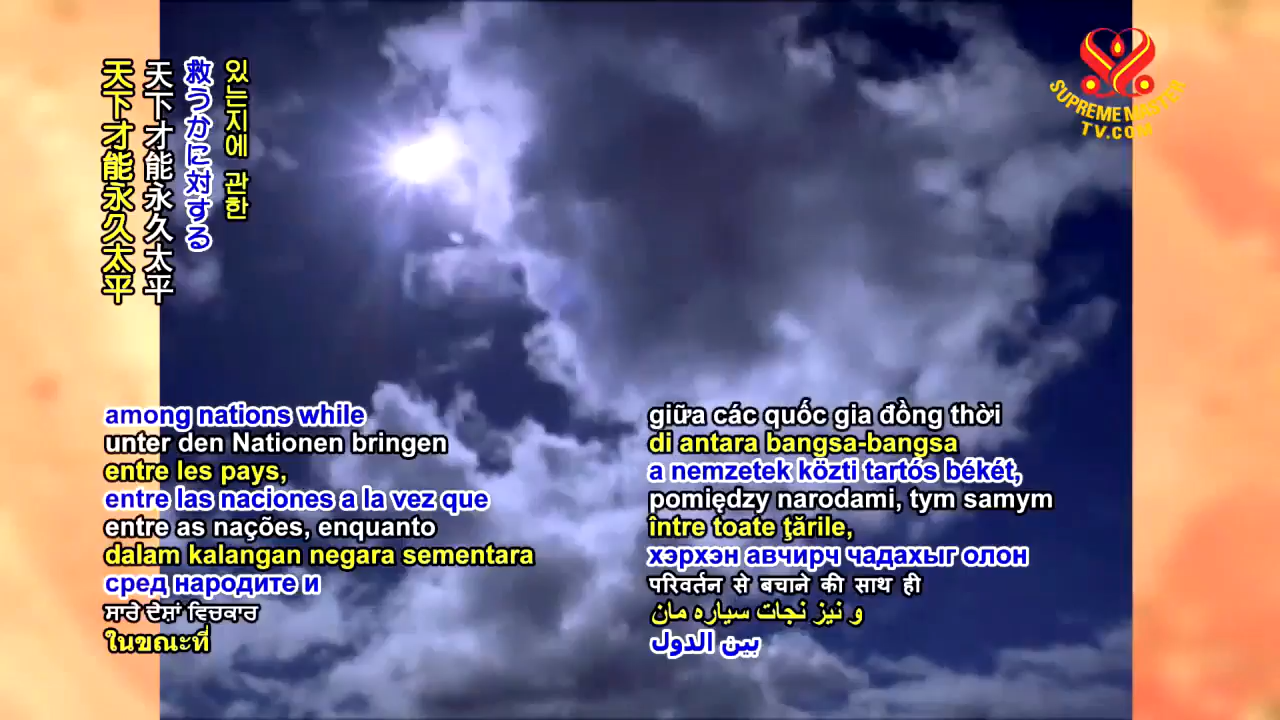 있는지에 관한
救うかに対する
天下才能永久太平
天下才能永久太平
SUPREME MASTER
TV.COM
among nations while
unter den Nationen bringen
entre les pays,
entre las naciones a la vez que
entre as nações, enquanto
dalam kalangan negara sementara
сред народите и
ਸਾਰੇ ਦੇਸ਼ਾਂ ਵਿਚਕਾਰ
ในขณะที่
giữa các quốc gia đồng thời
di antara bangsa-bangsa
a nemzetek közti tartós békét,
pomiędzy narodami, tym samym
între toate ţările,
хэрхэн авчирч чадахыг олон
परिवर्तन से बचाने की साथ ही
و نیز نجات سیاره مان
بين الدول